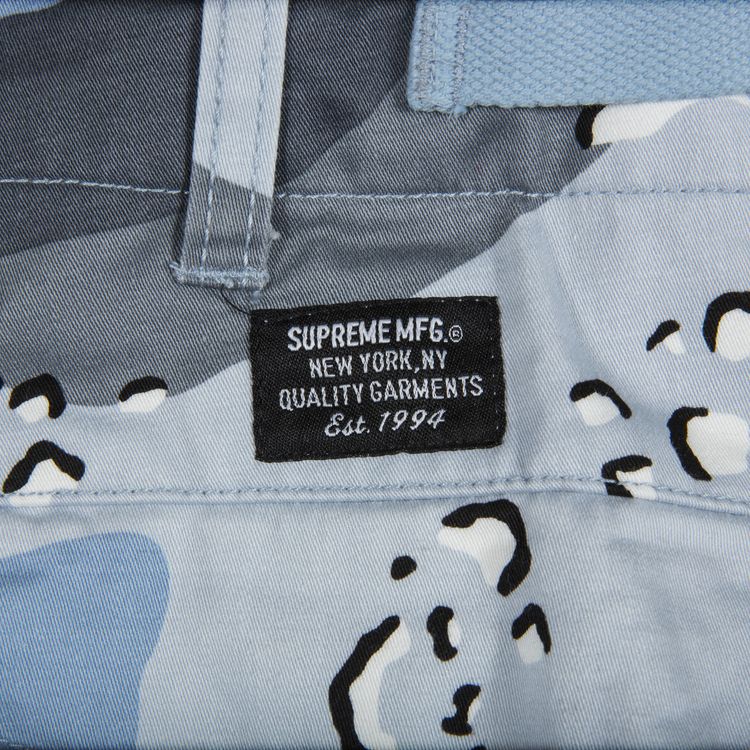 SUPREME MFG.®
NEW YORK,NY
QUALITY GARMENTS
Est. 1994